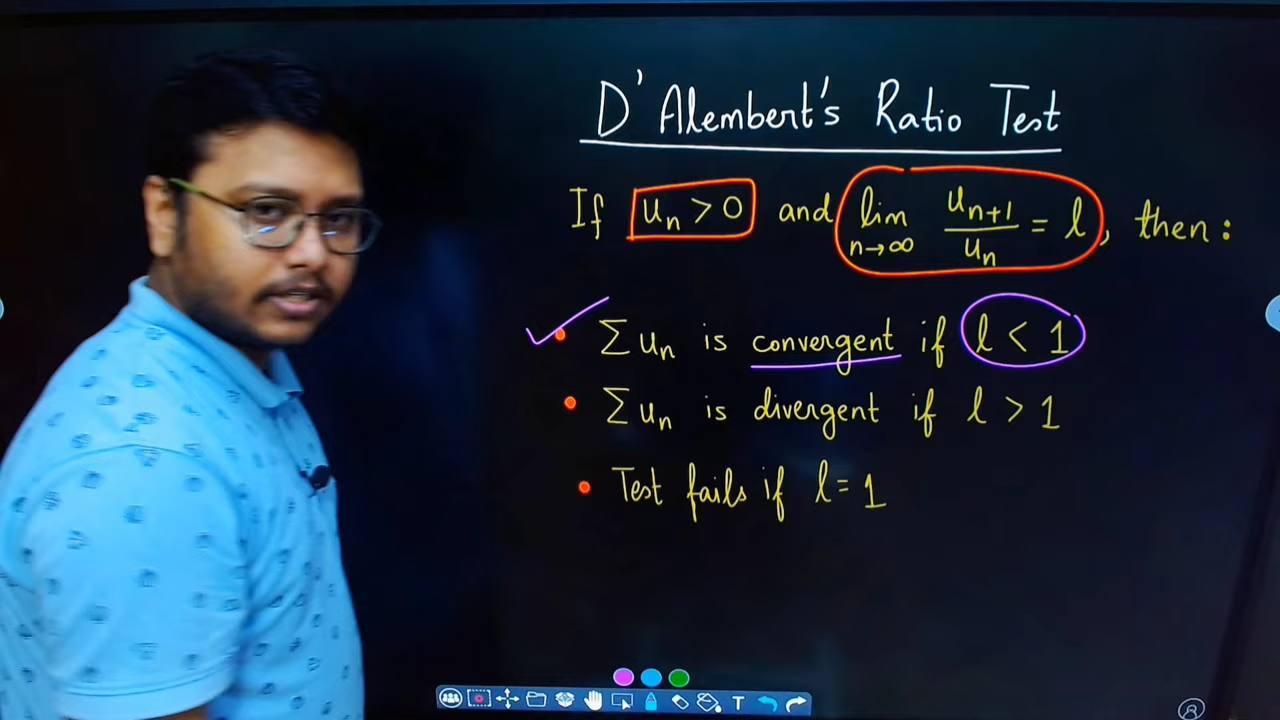 D'Alembert's Ratio Test
If uₙ > 0 and lim n→∞ uₙ₊₁/uₙ = l, then :
• Σ uₙ is convergent if l < 1
• Σ uₙ is divergent if l > 1
• Test fails if l = 1
T